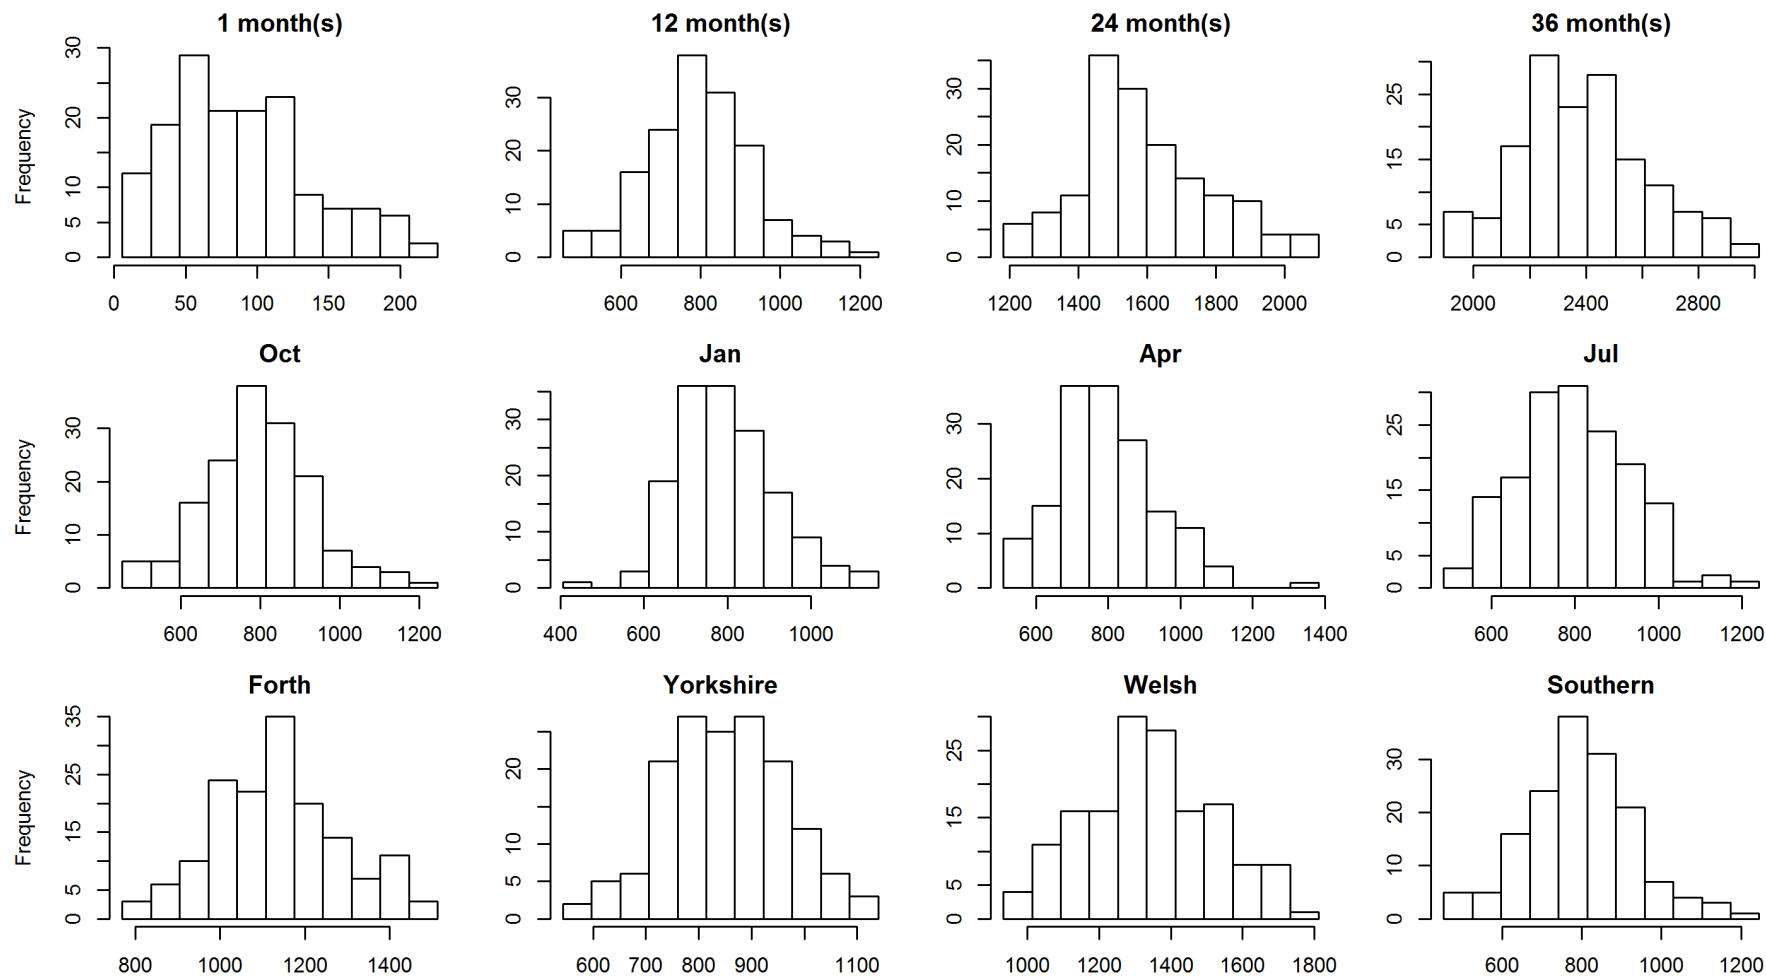 1 month(s) 12 month(s) 24 month(s) 36 month(s)
Frequency
0 5 10 20 30
0 10 20 30
0 10 20 30
0 5 15 25
0 50 100 150 200
600 800 1000 1200
1200 1400 1600 1800 2000
2000 2400 2800
Oct Jan Apr Jul
Frequency
0 10 20 30
0 10 20 30
0 10 20 30
0 5 15 25
600 800 1000 1200
400 600 800 1000
600 800 1000 1200 1400
600 800 1000 1200
Forth Yorkshire Welsh Southern
Frequency
0 5 15 25 35
0 5 10 20
0 5 15 25
0 10 20 30
800 1000 1200 1400
600 700 800 900 1100
1000 1200 1400 1600 1800
600 800 1000 1200